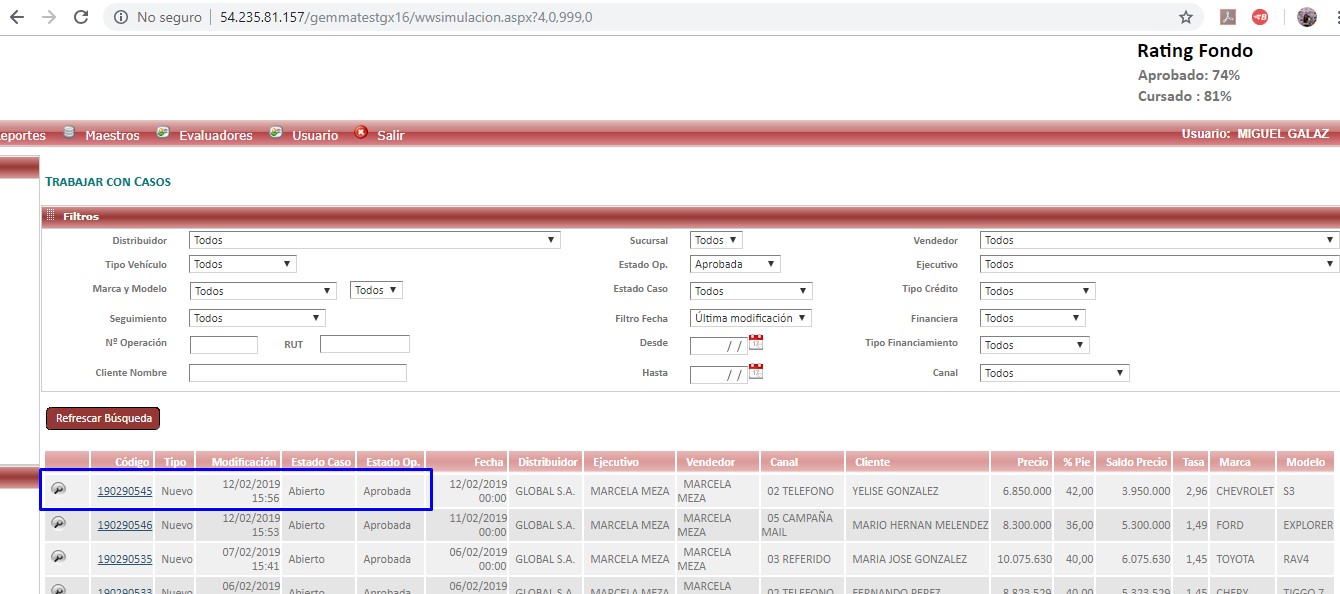 No seguro | 54.235.81.157/gemmatestgx16/wwsimulacion.aspx?4,0,999,0
Rating Fondo
Aprobado: 74%
Cursado : 81%
eportes Maestros Evaluadores Usuario Salir Usuario: MIGUEL GALAZ
TRABAJAR CON CASOS
Filtros
Distribuidor Todos Sucursal Todos Vendedor Todos
Tipo Vehículo Todos Estado Op. Aprobada Ejecutivo Todos
Marca y Modelo Todos Todos Estado Caso Todos Tipo Crédito Todos
Seguimiento Todos Filtro Fecha Última modificación Financiera Todos
Nº Operación RUT Desde / / Tipo Financiamiento Todos
Cliente Nombre Hasta / / Canal Todos
Refrescar Búsqueda
Código Tipo Modificación Estado Caso Estado Op. Fecha Distribuidor Ejecutivo Vendedor Canal Cliente Precio % Pie Saldo Precio Tasa Marca Modelo
190290545 Nuevo 12/02/2019 15:56 Abierto Aprobada 12/02/2019 00:00 GLOBAL S.A. MARCELA MEZA MARCELA MEZA 02 TELEFONO YELISE GONZALEZ 6.850.000 42,00 3.950.000 2,96 CHEVROLET S3
190290546 Nuevo 12/02/2019 15:53 Abierto Aprobada 11/02/2019 00:00 GLOBAL S.A. MARCELA MEZA MARCELA MEZA 05 CAMPAÑA MAIL MARIO HERNAN MELENDEZ 8.300.000 36,00 5.300.000 1,49 FORD EXPLORER
190290535 Nuevo 07/02/2019 15:41 Abierto Aprobada 06/02/2019 00:00 GLOBAL S.A. MARCELA MEZA MARCELA MEZA 03 REFERIDO MARIA JOSE GONZALEZ 10.075.630 40,00 6.075.630 1,45 TOYOTA RAV4
190290533 Nuevo 06/02/2019 Abierto Aprobada 06/02/2019 GLOBAL S.A. MARCELA MEZA MARCELA 02 TELEFONO FERNANDO PEREZ 8.823.529 40,00 5.323.529 1,45 CHERY TIGGO 7